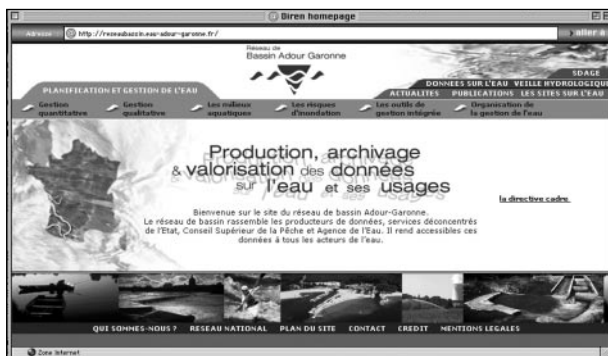 Diren homepage
Adresse http://reseaubassin.eau-adour-garonne.fr/ aller à
Réseau de
Bassin Adour Garonne
SDAGE
DONNEES SUR L'EAU VEILLE HYDROLOGIQUE
PLANIFICATION ET GESTION DE L'EAU
ACTUALITES PUBLICATIONS LES SITES SUR L'EAU
Gestion quantitative
Gestion qualitative
Les milieux aquatiques
Les risques d'inondation
Les outils de gestion intégrée
Organisation de la gestion de l'eau
Production, archivage
& valorisation des données
sur l'eau et ses usages
la directive cadre
Bienvenue sur le site du réseau de bassin Adour-Garonne.
Le réseau de bassin rassemble les producteurs de données, services déconcentrés
de l'Etat, Conseil Supérieur de la Pêche et Agence de l'Eau. Il rend accessibles ces
données à tous les acteurs de l'eau.
QUI SOMMES-NOUS ? RESEAU NATIONAL PLAN DU SITE CONTACT CREDIT MENTIONS LEGALES
Zone Internet